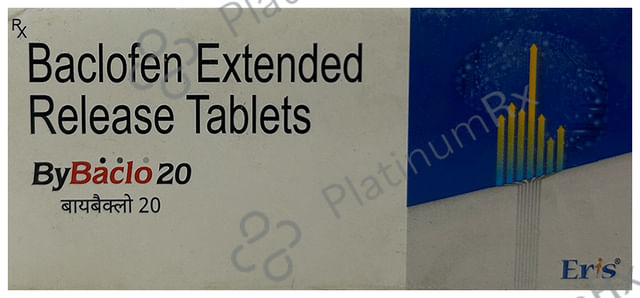 Rx
Baclofen Extended
Release Tablets
ByBaclo 20
बायबैक्लो 20
Eris®
PlatinumRx